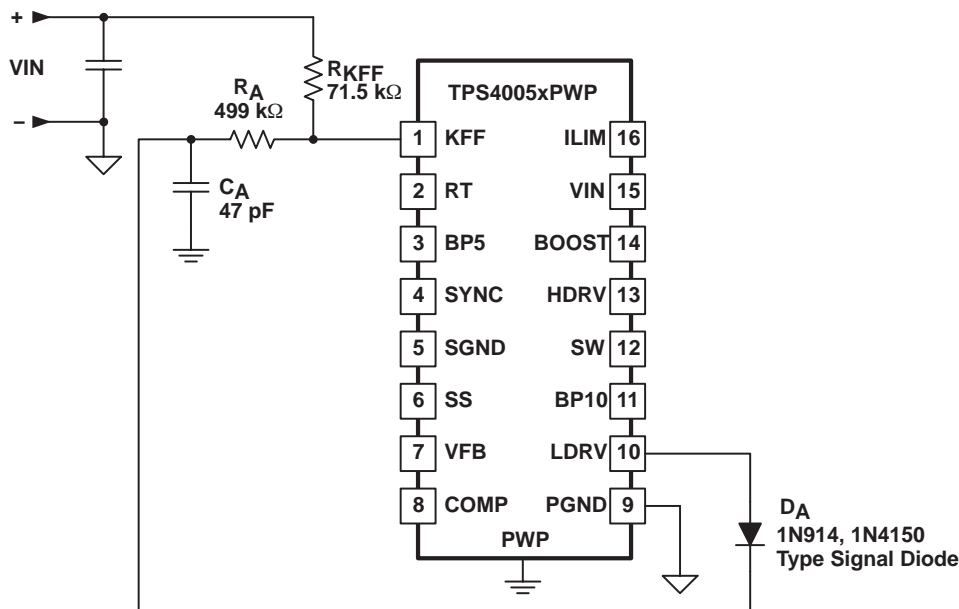 +
VIN
−
RA
499 kΩ
RKFF
71.5 kΩ
CA
47 pF
TPS4005xPWP
1 KFF ILIM 16
2 RT VIN 15
3 BP5 BOOST 14
4 SYNC HDRV 13
5 SGND SW 12
6 SS BP10 11
7 VFB LDRV 10
8 COMP PGND 9
PWP
DA
1N914, 1N4150
Type Signal Diode